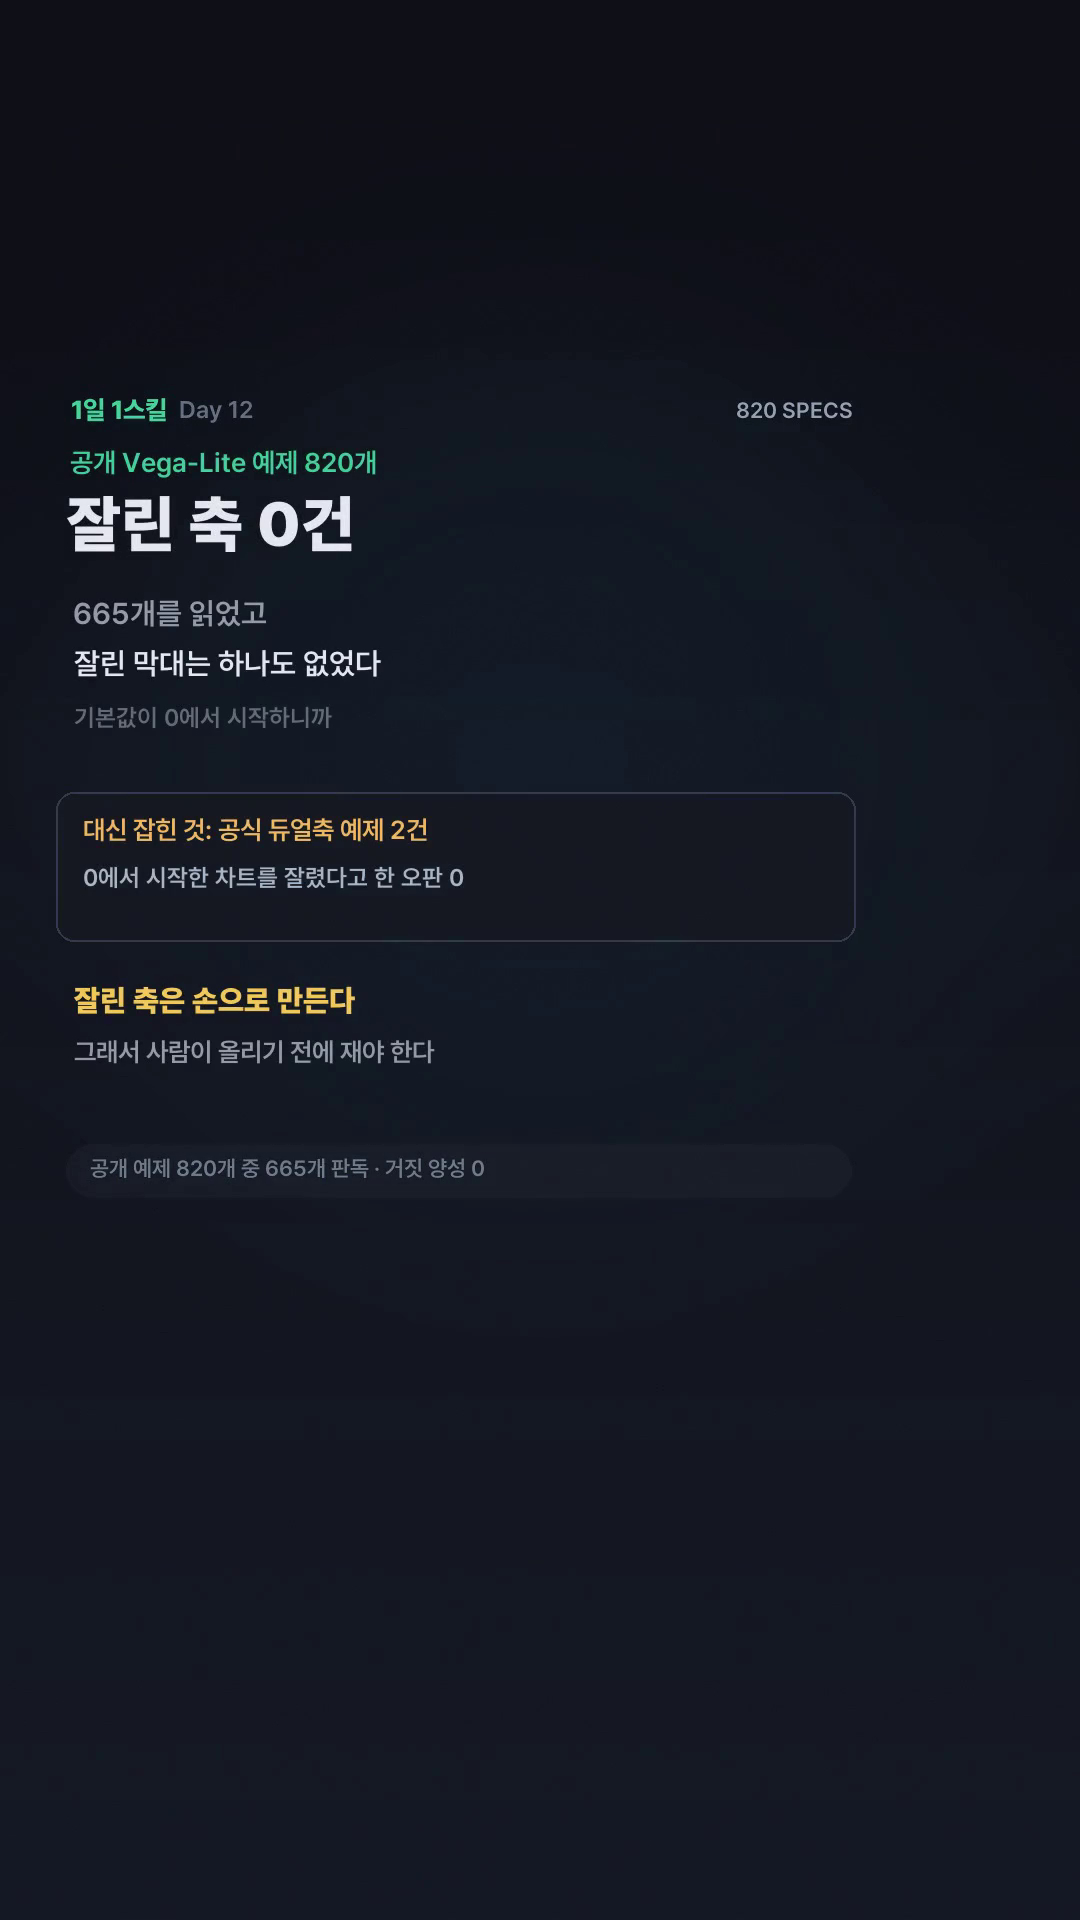 1일 1스킬 Day 12 820 SPECS
공개 Vega-Lite 예제 820개
잘린 축 0건
665개를 읽었고
잘린 막대는 하나도 없었다
기본값이 0에서 시작하니까
대신 잡힌 것: 공식 듀얼축 예제 2건
0에서 시작한 차트를 잘렸다고 한 오판 0
잘린 축은 손으로 만든다
그래서 사람이 올리기 전에 재야 한다
공개 예제 820개 중 665개 판독 · 거짓 양성 0